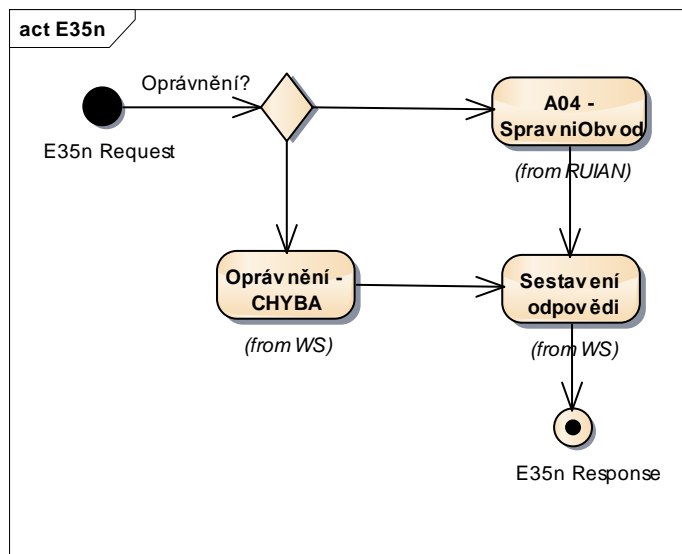 act E35n
Oprávnění?
E35n Request
A04 -
SpravniObvod
(from RUIAN)
Oprávnění -
CHYBA
(from WS)
Sestavení
odpovědi
(from WS)
E35n Response